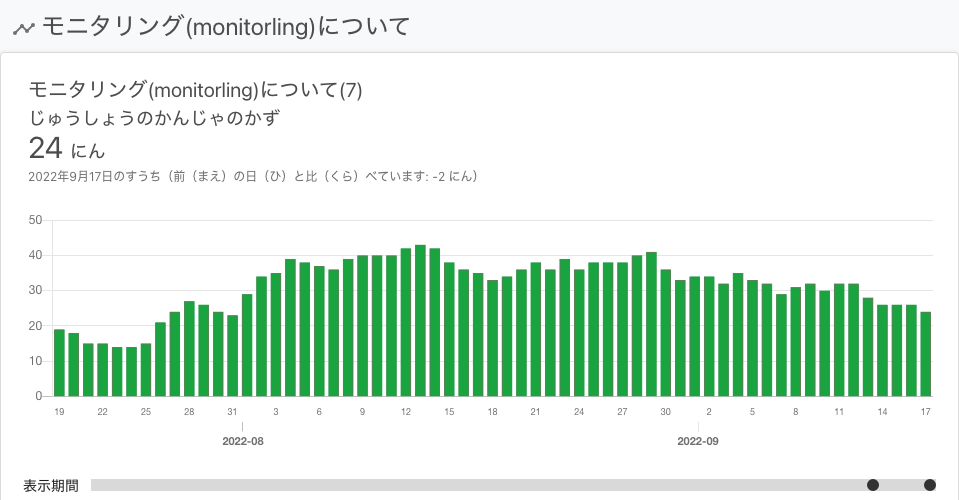 モニタリング(monitorling)について
モニタリング(monitorling)について(7)
じゅうしょうのかんじゃのかず
24 にん
2022年9月17日のすうち（前（まえ）の日（ひ）と比（くら）べています: -2 にん）
50
40
30
20
10
0
19 22 25 28 31 3 6 9 12 15 18 21 24 27 30 2 5 8 11 14 17
2022-08 2022-09
表示期間